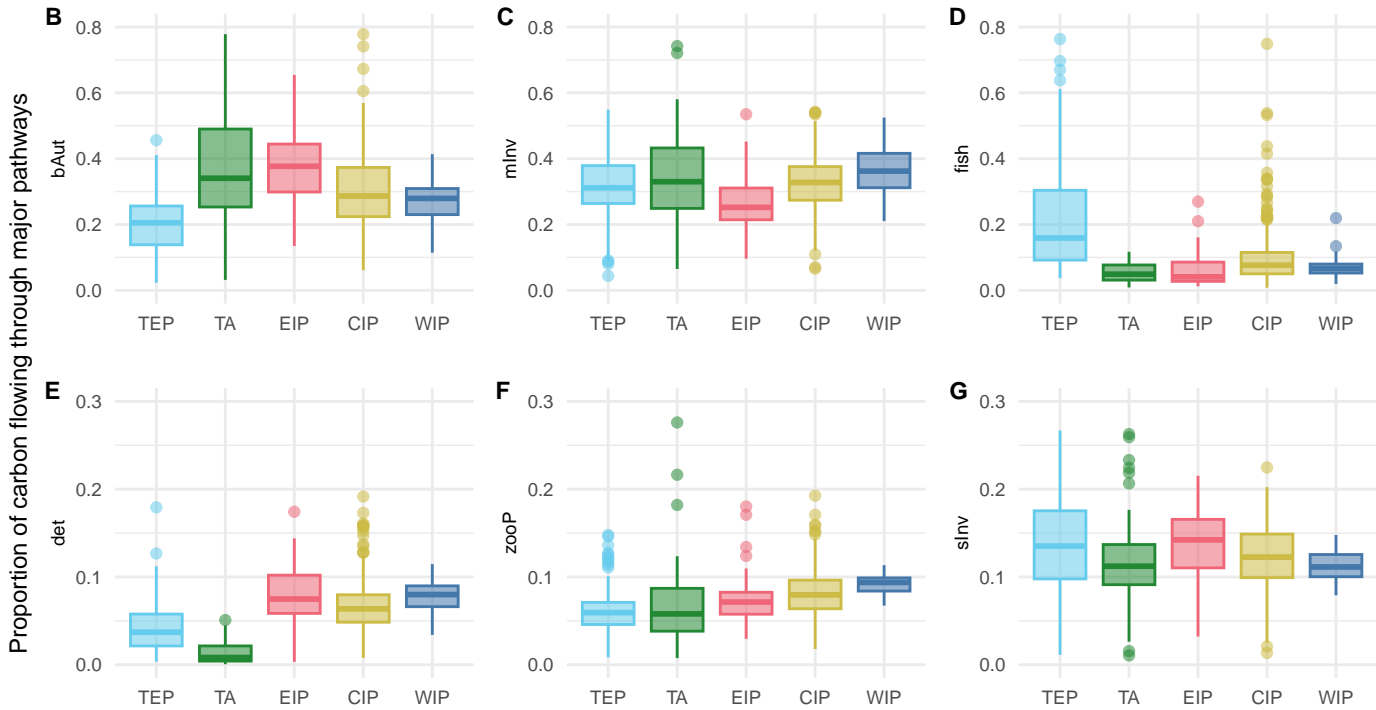 Proportion of carbon flowing through major pathways
B
bAut
0.8
0.6
0.4
0.2
0.0
TEP TA EIP CIP WIP
C
mInv
0.8
0.6
0.4
0.2
0.0
TEP TA EIP CIP WIP
D
fish
0.8
0.6
0.4
0.2
0.0
TEP TA EIP CIP WIP
E
det
0.3
0.2
0.1
0.0
TEP TA EIP CIP WIP
F
zooP
0.3
0.2
0.1
0.0
TEP TA EIP CIP WIP
G
sInv
0.3
0.2
0.1
0.0
TEP TA EIP CIP WIP